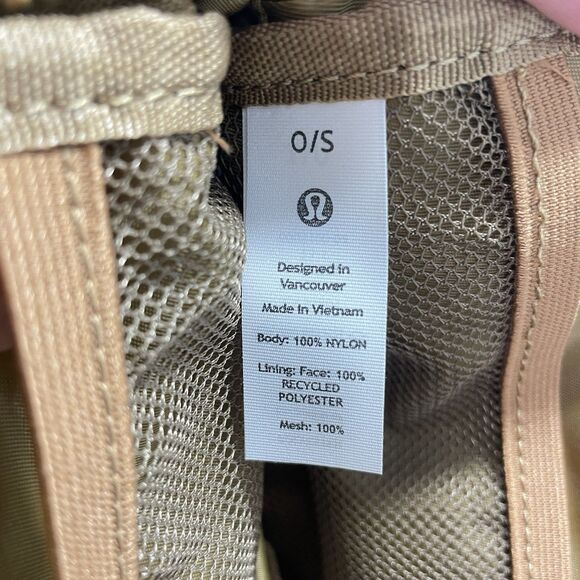 O/S
Designed in
Vancouver
Made in Vietnam
Body: 100% NYLON
Lining: Face: 100%
RECYCLED
POLYESTER
Mesh: 100%